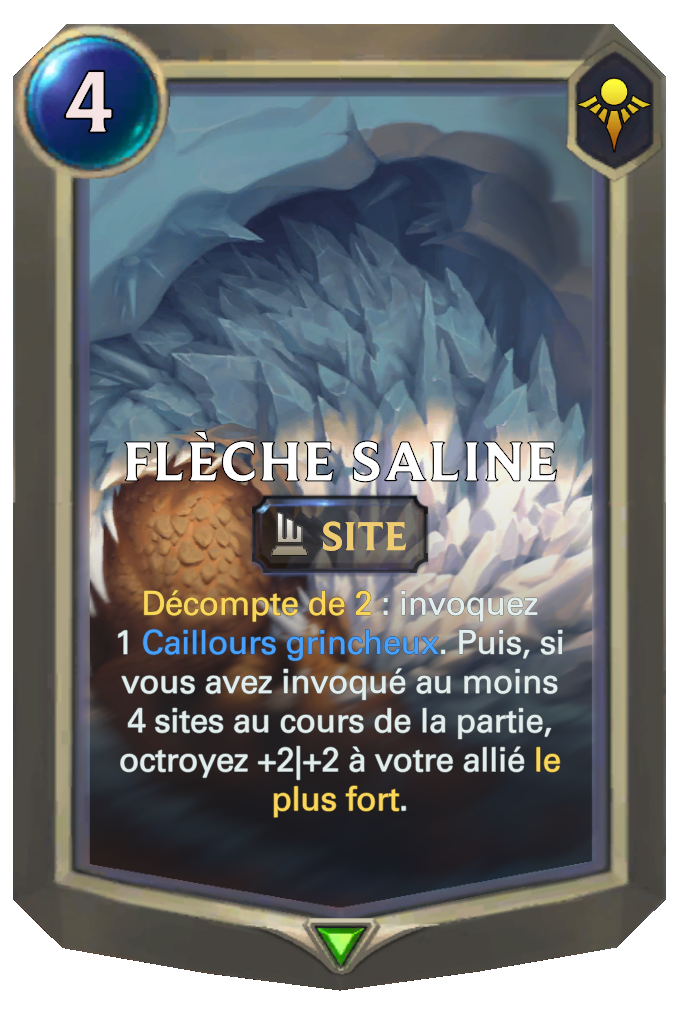 4
FLÈCHE SALINE
SITE
Décompte de 2 : invoquez
1 Caillours grincheux. Puis, si
vous avez invoqué au moins
4 sites au cours de la partie,
octroyez +2|+2 à votre allié le
plus fort.